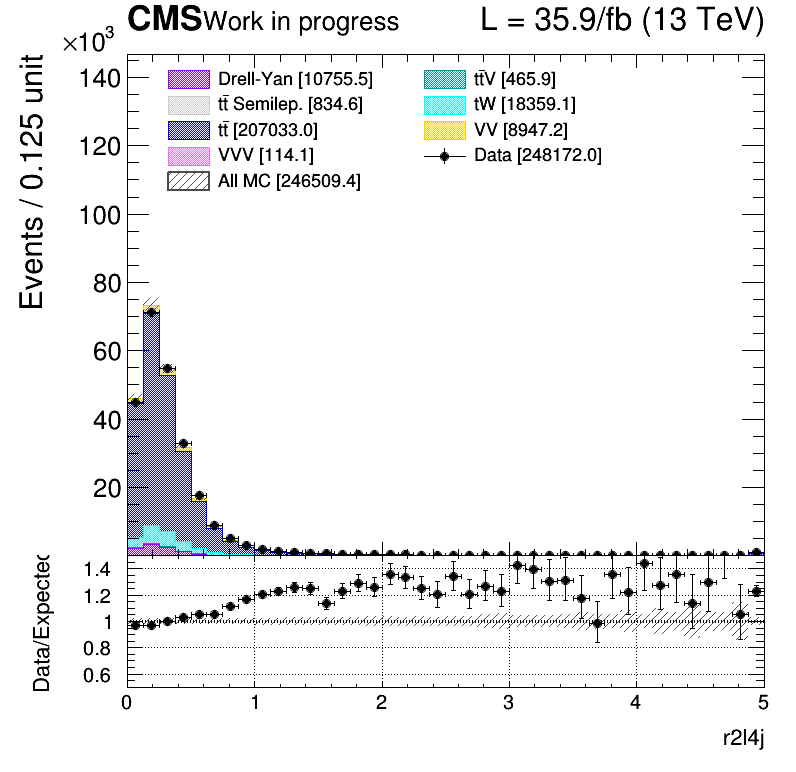 CMS Work in progress L = 35.9/fb (13 TeV)
×10³
Events / 0.125 unit
140
120
100
80
60
40
20
Drell-Yan [10755.5]
tt̄ Semilep. [834.6]
tt̄ [207033.0]
VVV [114.1]
All MC [246509.4]
tt̄V [465.9]
tW [18359.1]
VV [8947.2]
Data [248172.0]
Data/Expected
1.4
1.2
1
0.8
0.6
0 1 2 3 4 5
r2l4j